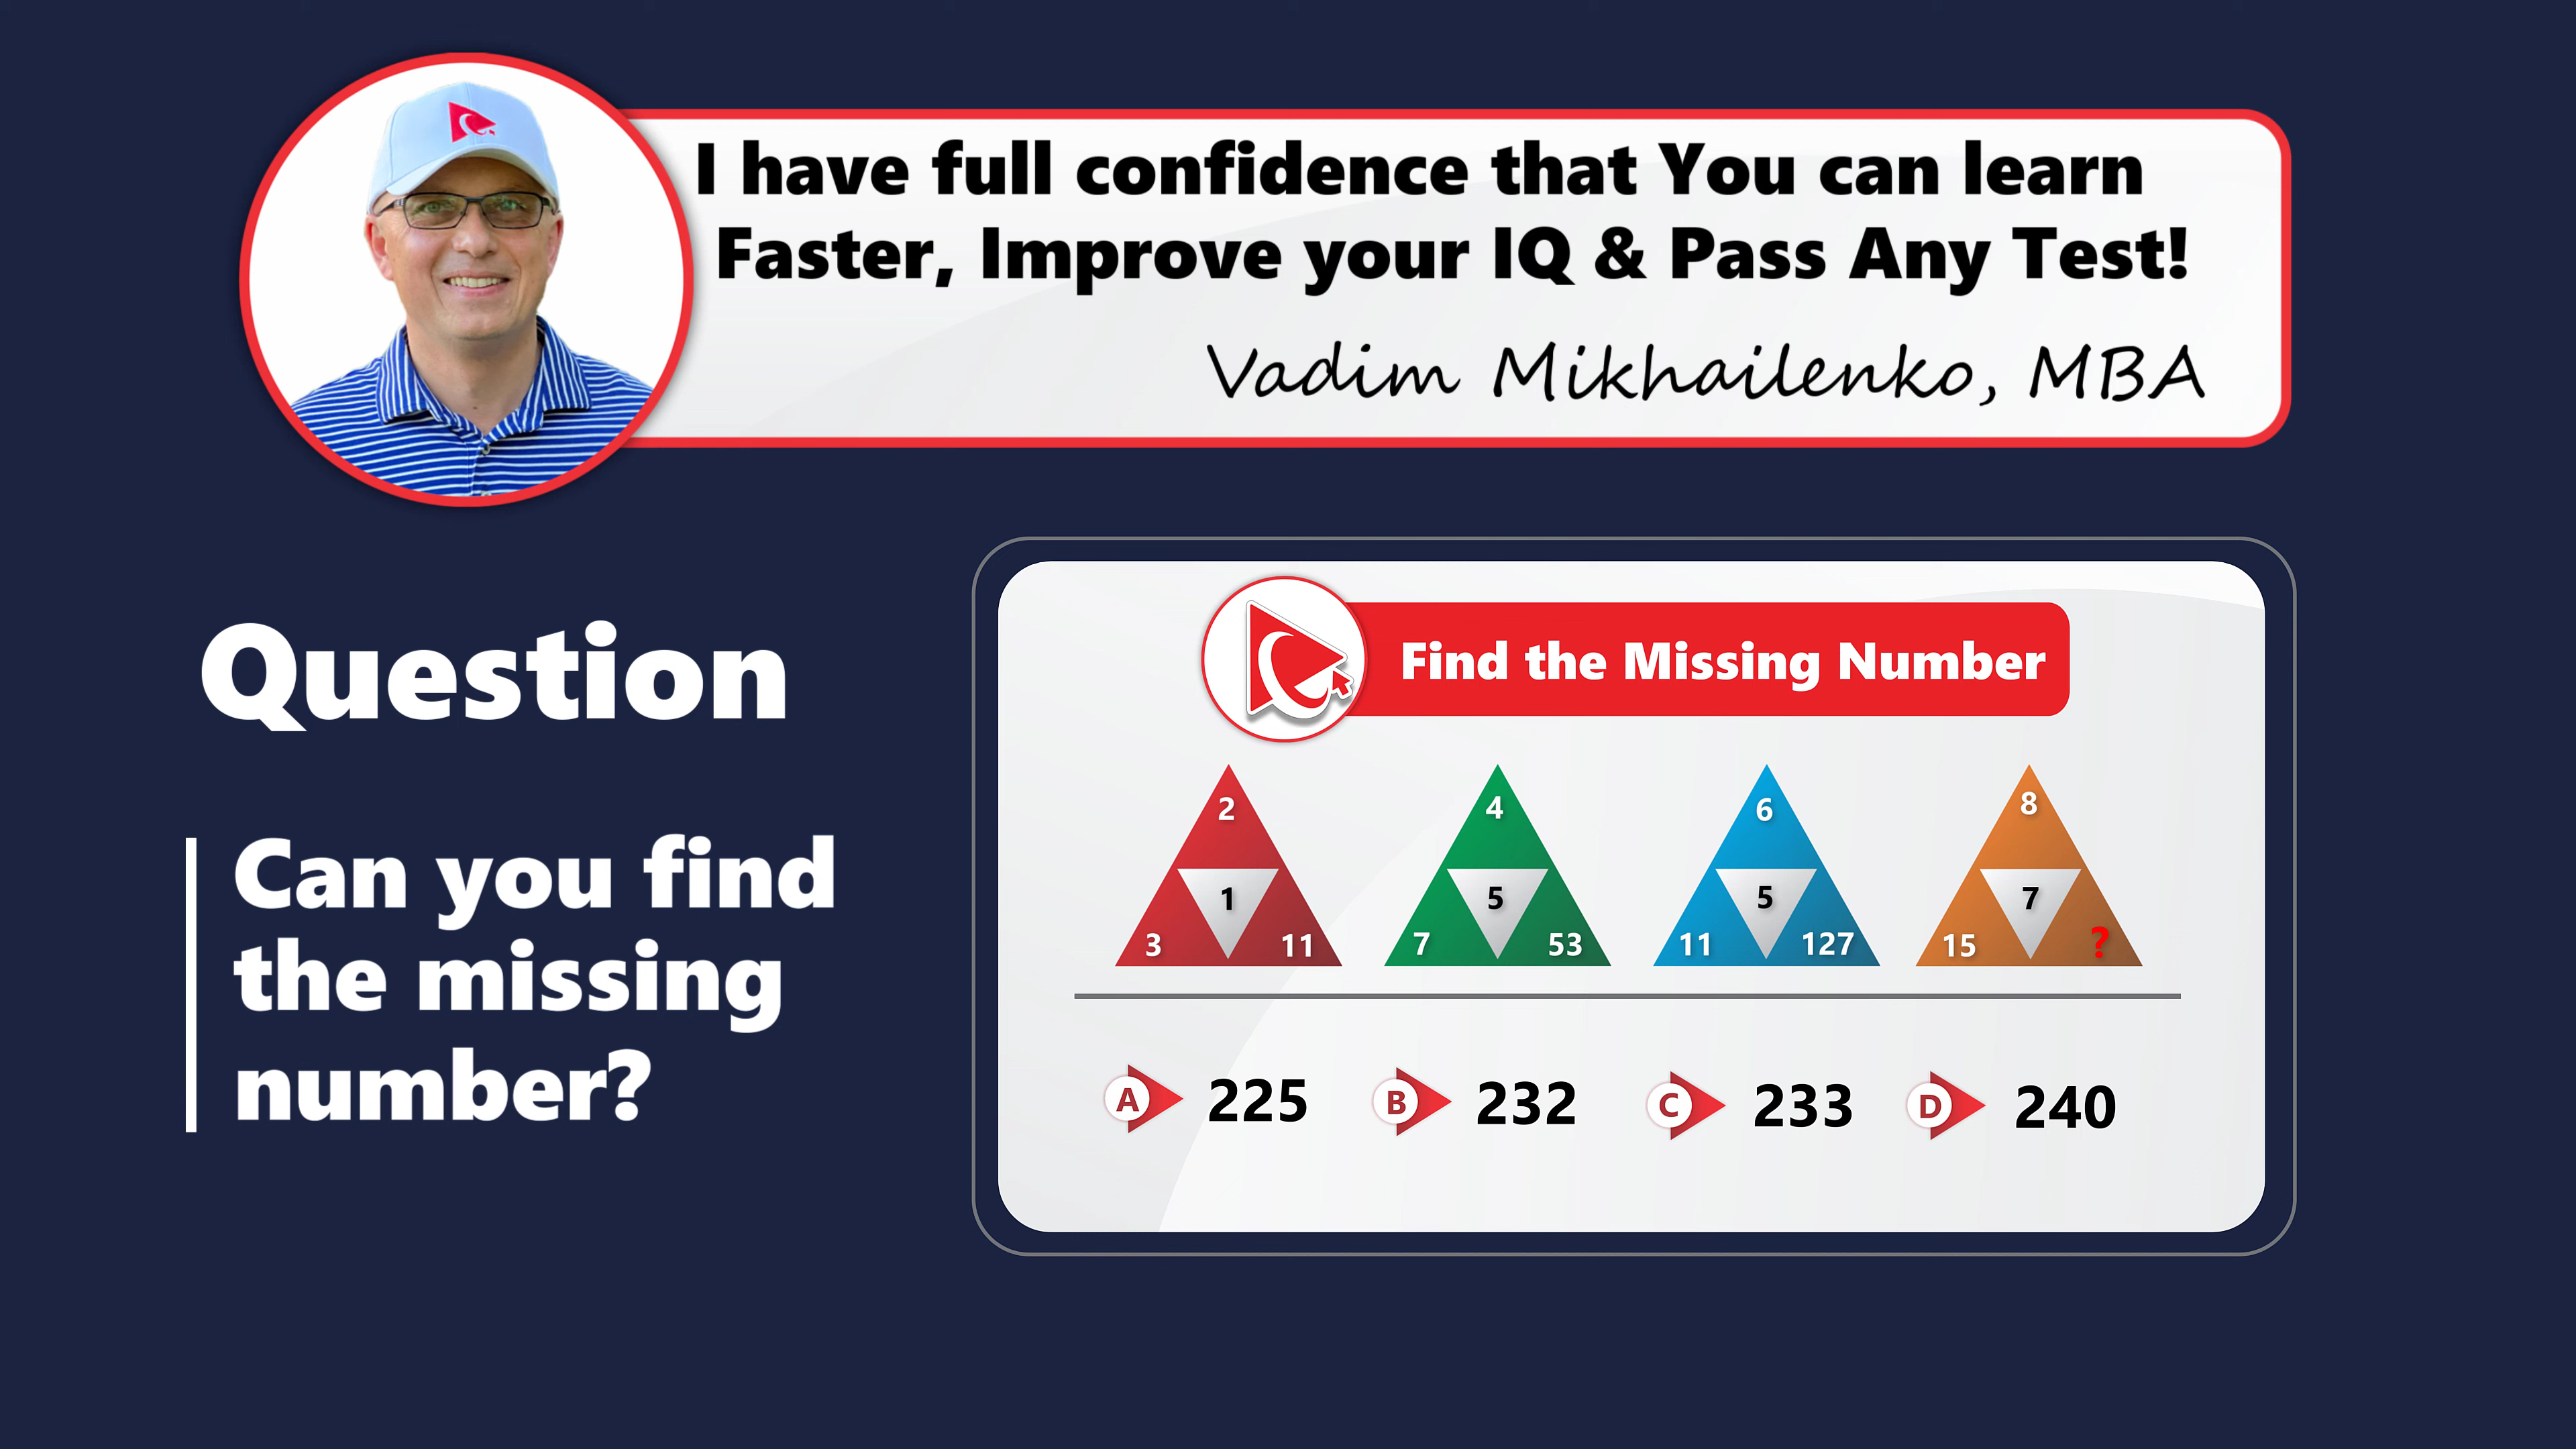 I have full confidence that You can learn
Faster, Improve your IQ & Pass Any Test!
Vadim Mikhailenko, MBA
Question
Can you find
the missing
number?
Find the Missing Number
2
1
3 11
4
5
7 53
6
5
11 127
8
7
15 ?
A 225 B 232 C 233 D 240